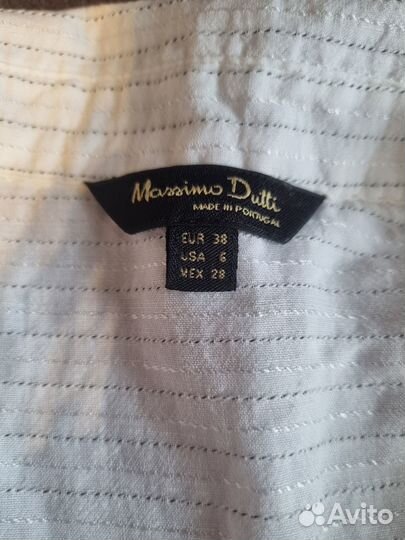 Massimo Dutti
MADE IN PORTUGAL
EUR 38
USA 6
MEX 28
Avito